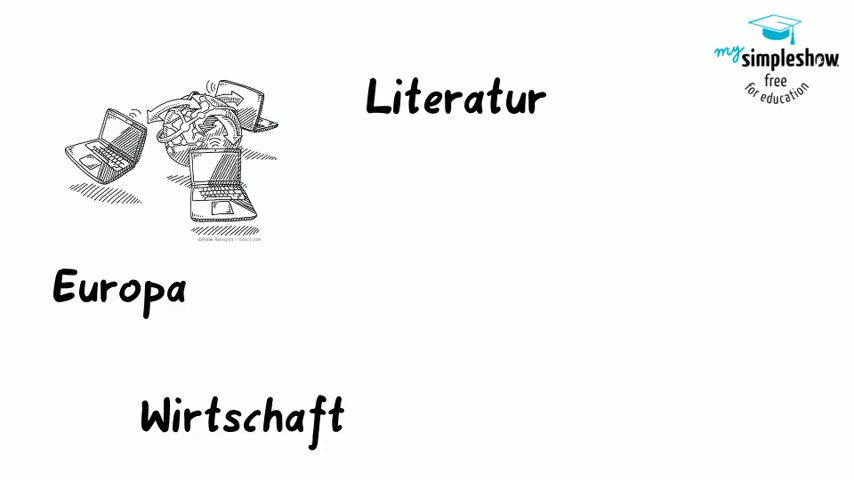 my
simpleshow
free
for education
Literatur
Europa
Wirtschaft